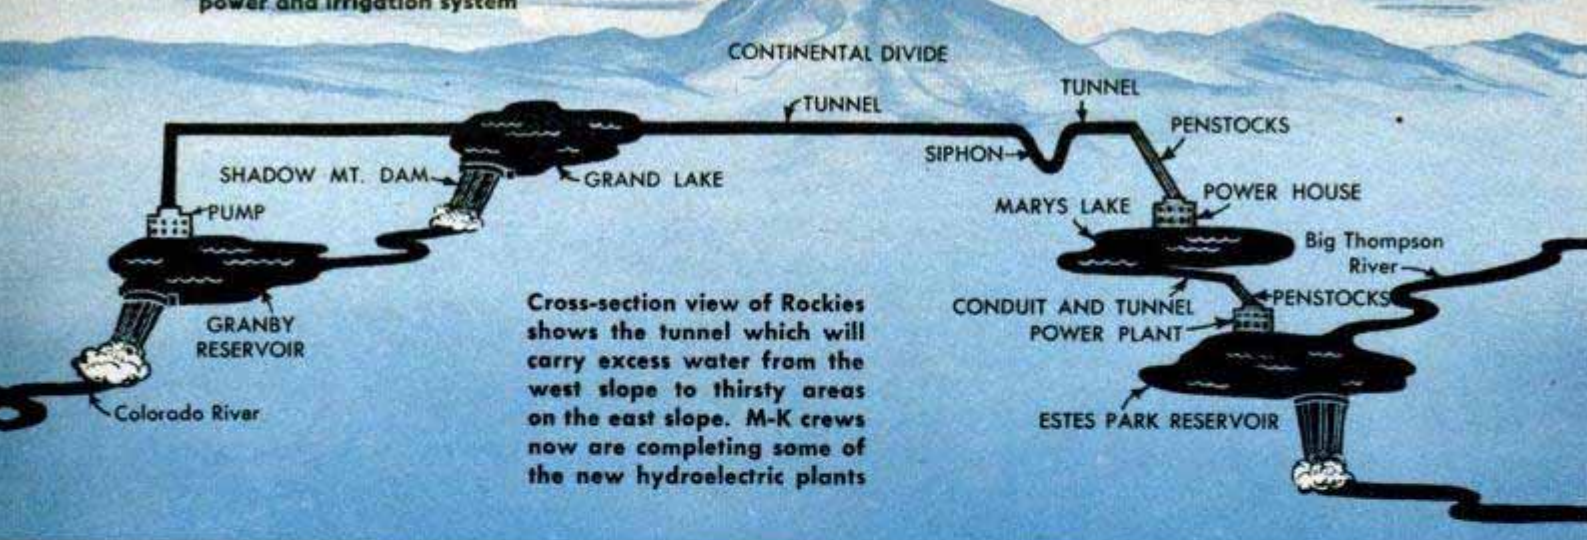 power and irrigation system
CONTINENTAL DIVIDE
TUNNEL
TUNNEL
PENSTOCKS
SIPHON
SHADOW MT. DAM
GRAND LAKE
POWER HOUSE
MARYS LAKE
PUMP
Big Thompson
River
PENSTOCKS
CONDUIT AND TUNNEL
POWER PLANT
GRANBY
RESERVOIR
Colorado River
ESTES PARK RESERVOIR
Cross-section view of Rockies
shows the tunnel which will
carry excess water from the
west slope to thirsty areas
on the east slope. M-K crews
now are completing some of
the new hydroelectric plants